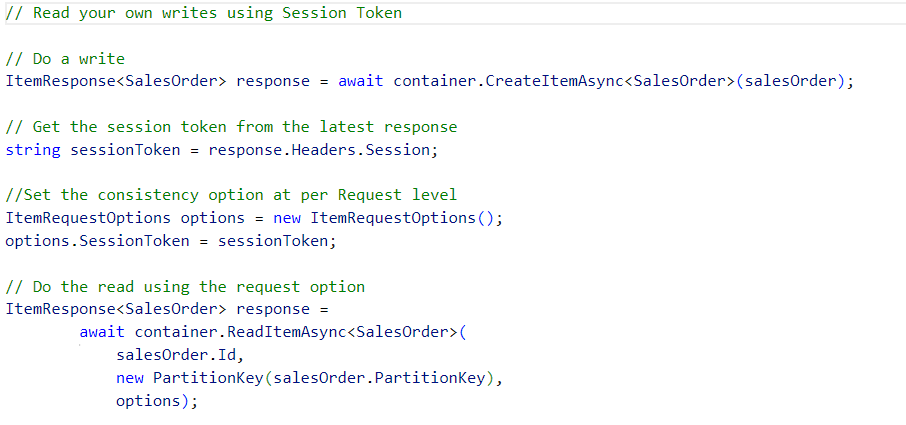 // Read your own writes using Session Token
// Do a write
ItemResponse<SalesOrder> response = await container.CreateItemAsync<SalesOrder>(salesOrder);
// Get the session token from the latest response
string sessionToken = response.Headers.Session;
//Set the consistency option at per Request level
ItemRequestOptions options = new ItemRequestOptions();
options.SessionToken = sessionToken;
// Do the read using the request option
ItemResponse<SalesOrder> response =
        await container.ReadItemAsync<SalesOrder>(
            salesOrder.Id,
            new PartitionKey(salesOrder.PartitionKey),
            options);